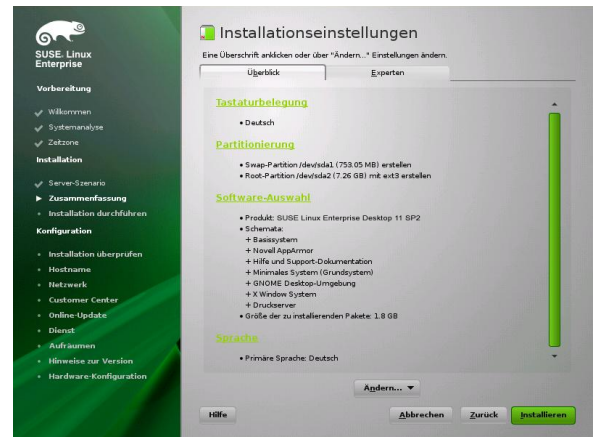 SUSE. Linux
Enterprise
Vorbereitung
Willkommen
Systemanalyse
Zeitzone
Installation
Server-Szenario
Zusammenfassung
Installation durchführen
Konfiguration
Installation überprüfen
Hostname
Netzwerk
Customer Center
Online-Update
Dienst
Aufräumen
Hinweise zur Version
Hardware-Konfiguration
Installationseinstellungen
Eine Überschrift anklicken oder über "Ändern..." Einstellungen ändern.
Überblick
Experten
Tastaturbelegung
• Deutsch
Partitionierung
• Swap-Partition /dev/sda1 (753.05 MB) erstellen
• Root-Partition /dev/sda2 (7.26 GB) mit ext3 erstellen
Software-Auswahl
• Produkt: SUSE Linux Enterprise Desktop 11 SP2
• Schemata:
+ Basissystem
+ Novell AppArmor
+ Hilfe und Support-Dokumentation
+ Minimales System (Grundsystem)
+ GNOME Desktop-Umgebung
+ X Window System
+ Druckserver
• Größe der zu installierenden Pakete: 1.8 GB
Sprache
• Primäre Sprache: Deutsch
Ändern...
Hilfe
Abbrechen
Zurück
Installieren